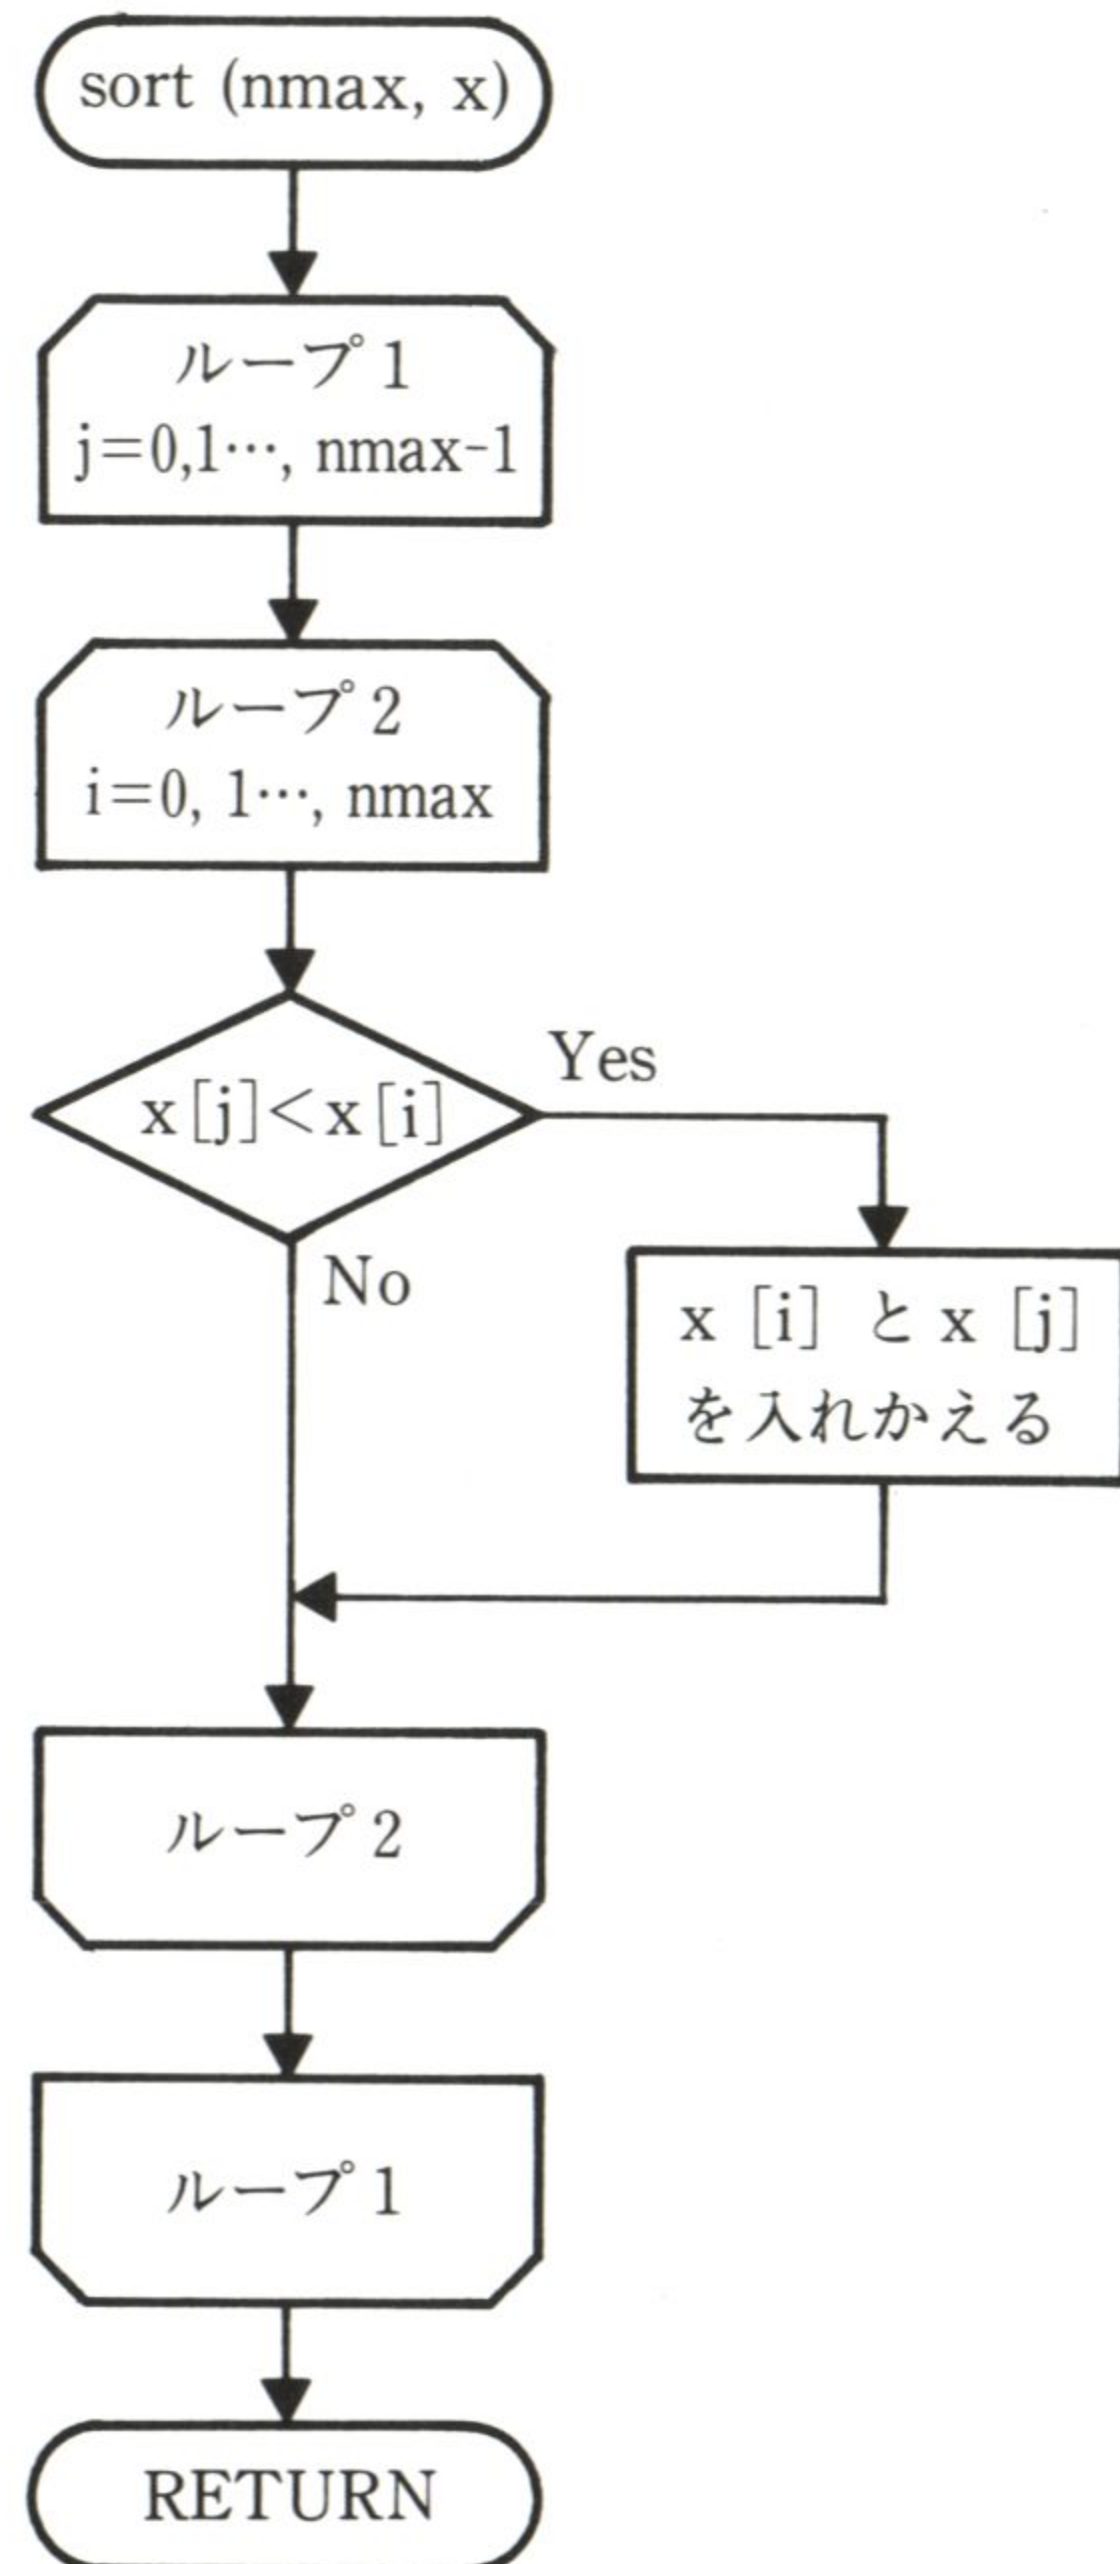 sort (nmax, x)
ループ1
j=0,1…, nmax-1
ループ2
i=0, 1…, nmax
x[j]<x[i]
Yes
No
x [i] と x [j]
を入れかえる
ループ2
ループ1
RETURN